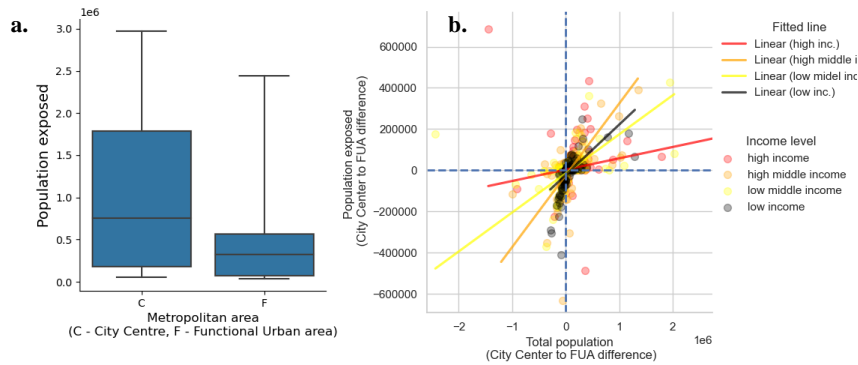 a.
1e6
Population exposed
3.0
2.5
2.0
1.5
1.0
0.5
0.0
C
F
Metropolitan area
(C - City Centre, F - Functional Urban area)
b.
Population exposed
(City Center to FUA difference)
600000
400000
200000
0
−200000
−400000
−600000
−2
−1
0
1
2
1e6
Total population
(City Center to FUA difference)
Fitted line
Linear (high inc.)
Linear (high middle i
Linear (low midel inc
Linear (low inc.)
Income level
high income
high middle income
low middle income
low income